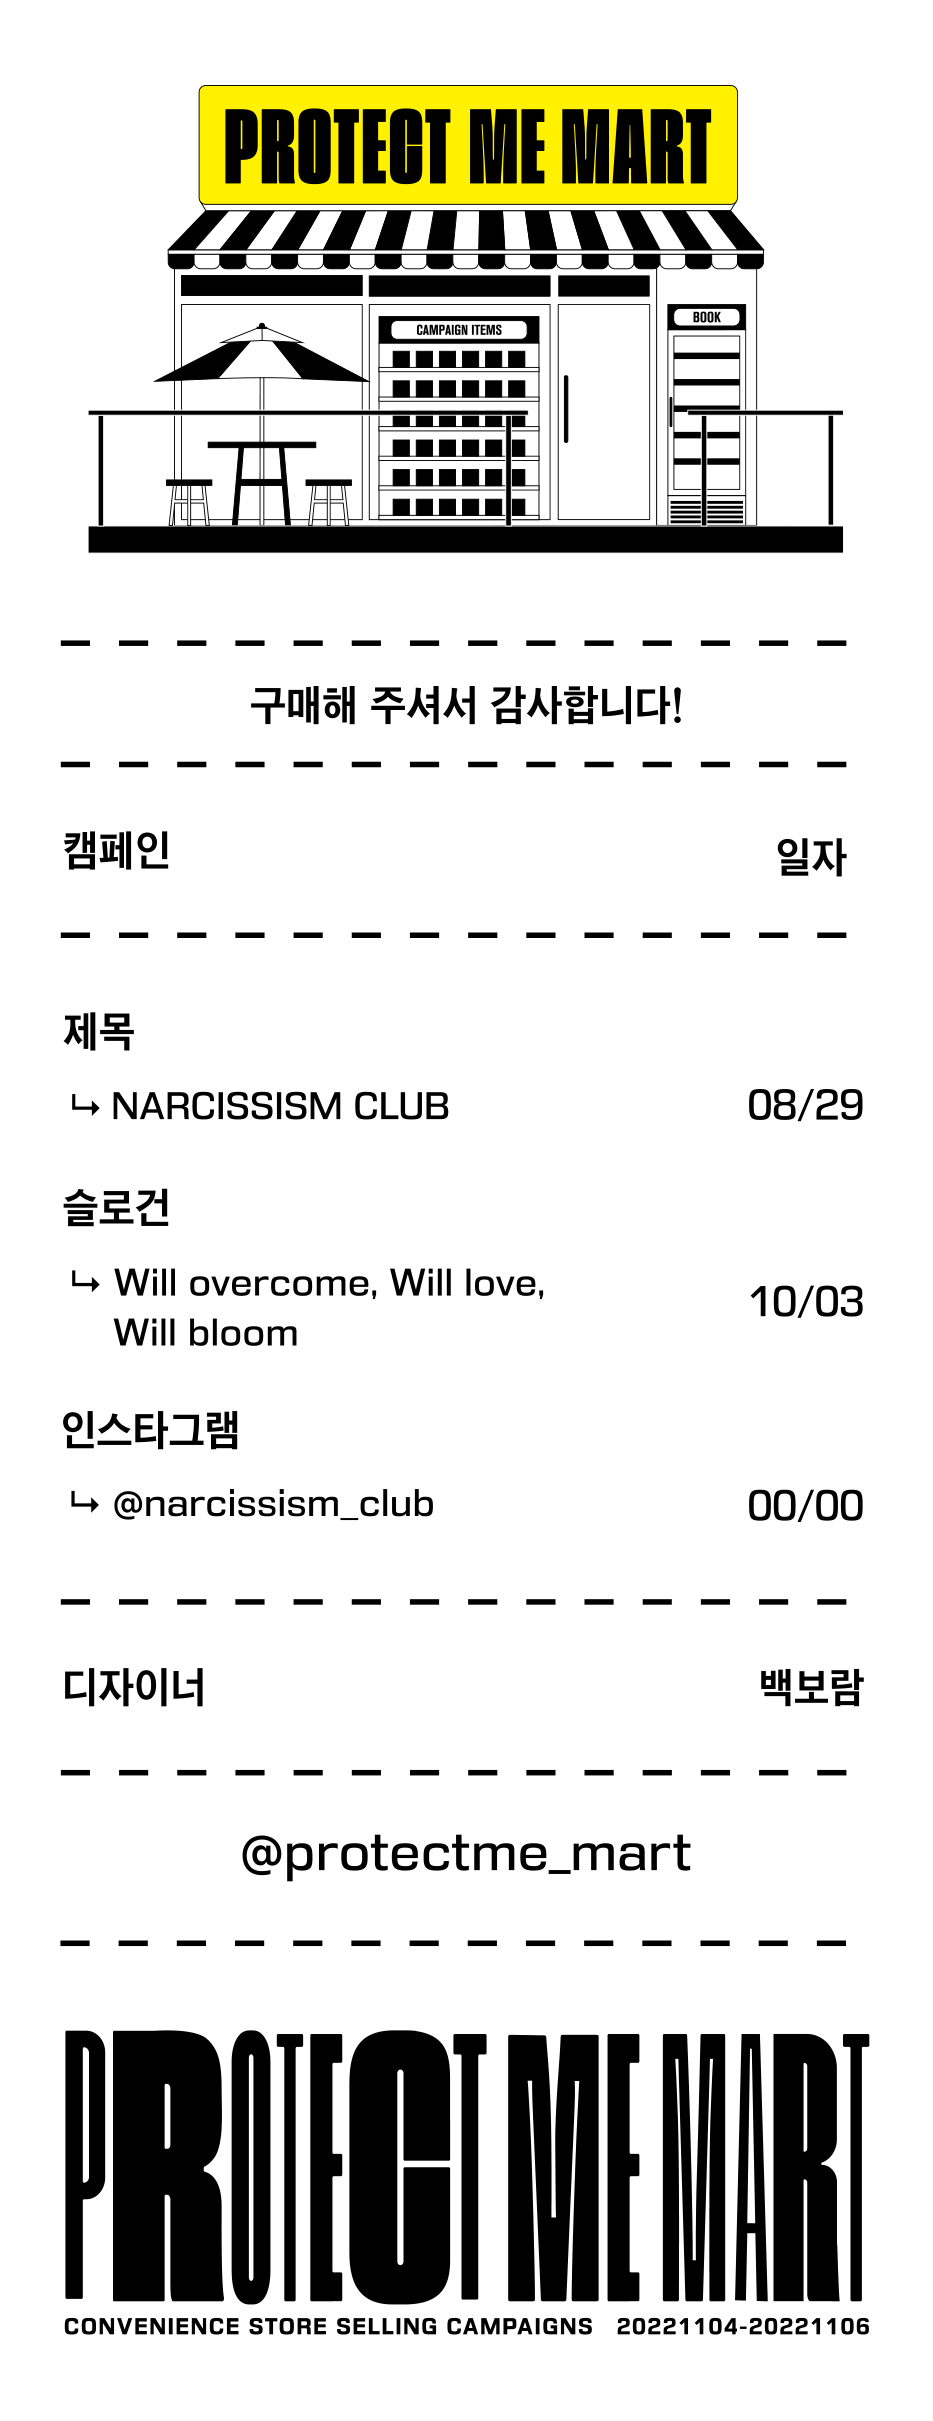 PROTECT ME MART
CAMPAIGN ITEMS
BOOK
구매해 주셔서 감사합니다!
캠페인 일자
제목
↳ NARCISSISM CLUB 08/29
슬로건
↳ Will overcome, Will love,
Will bloom 10/03
인스타그램
↳ @narcissism_club 00/00
디자이너 백보람
@protectme_mart
PROTECT ME MART
CONVENIENCE STORE SELLING CAMPAIGNS 20221104-20221106